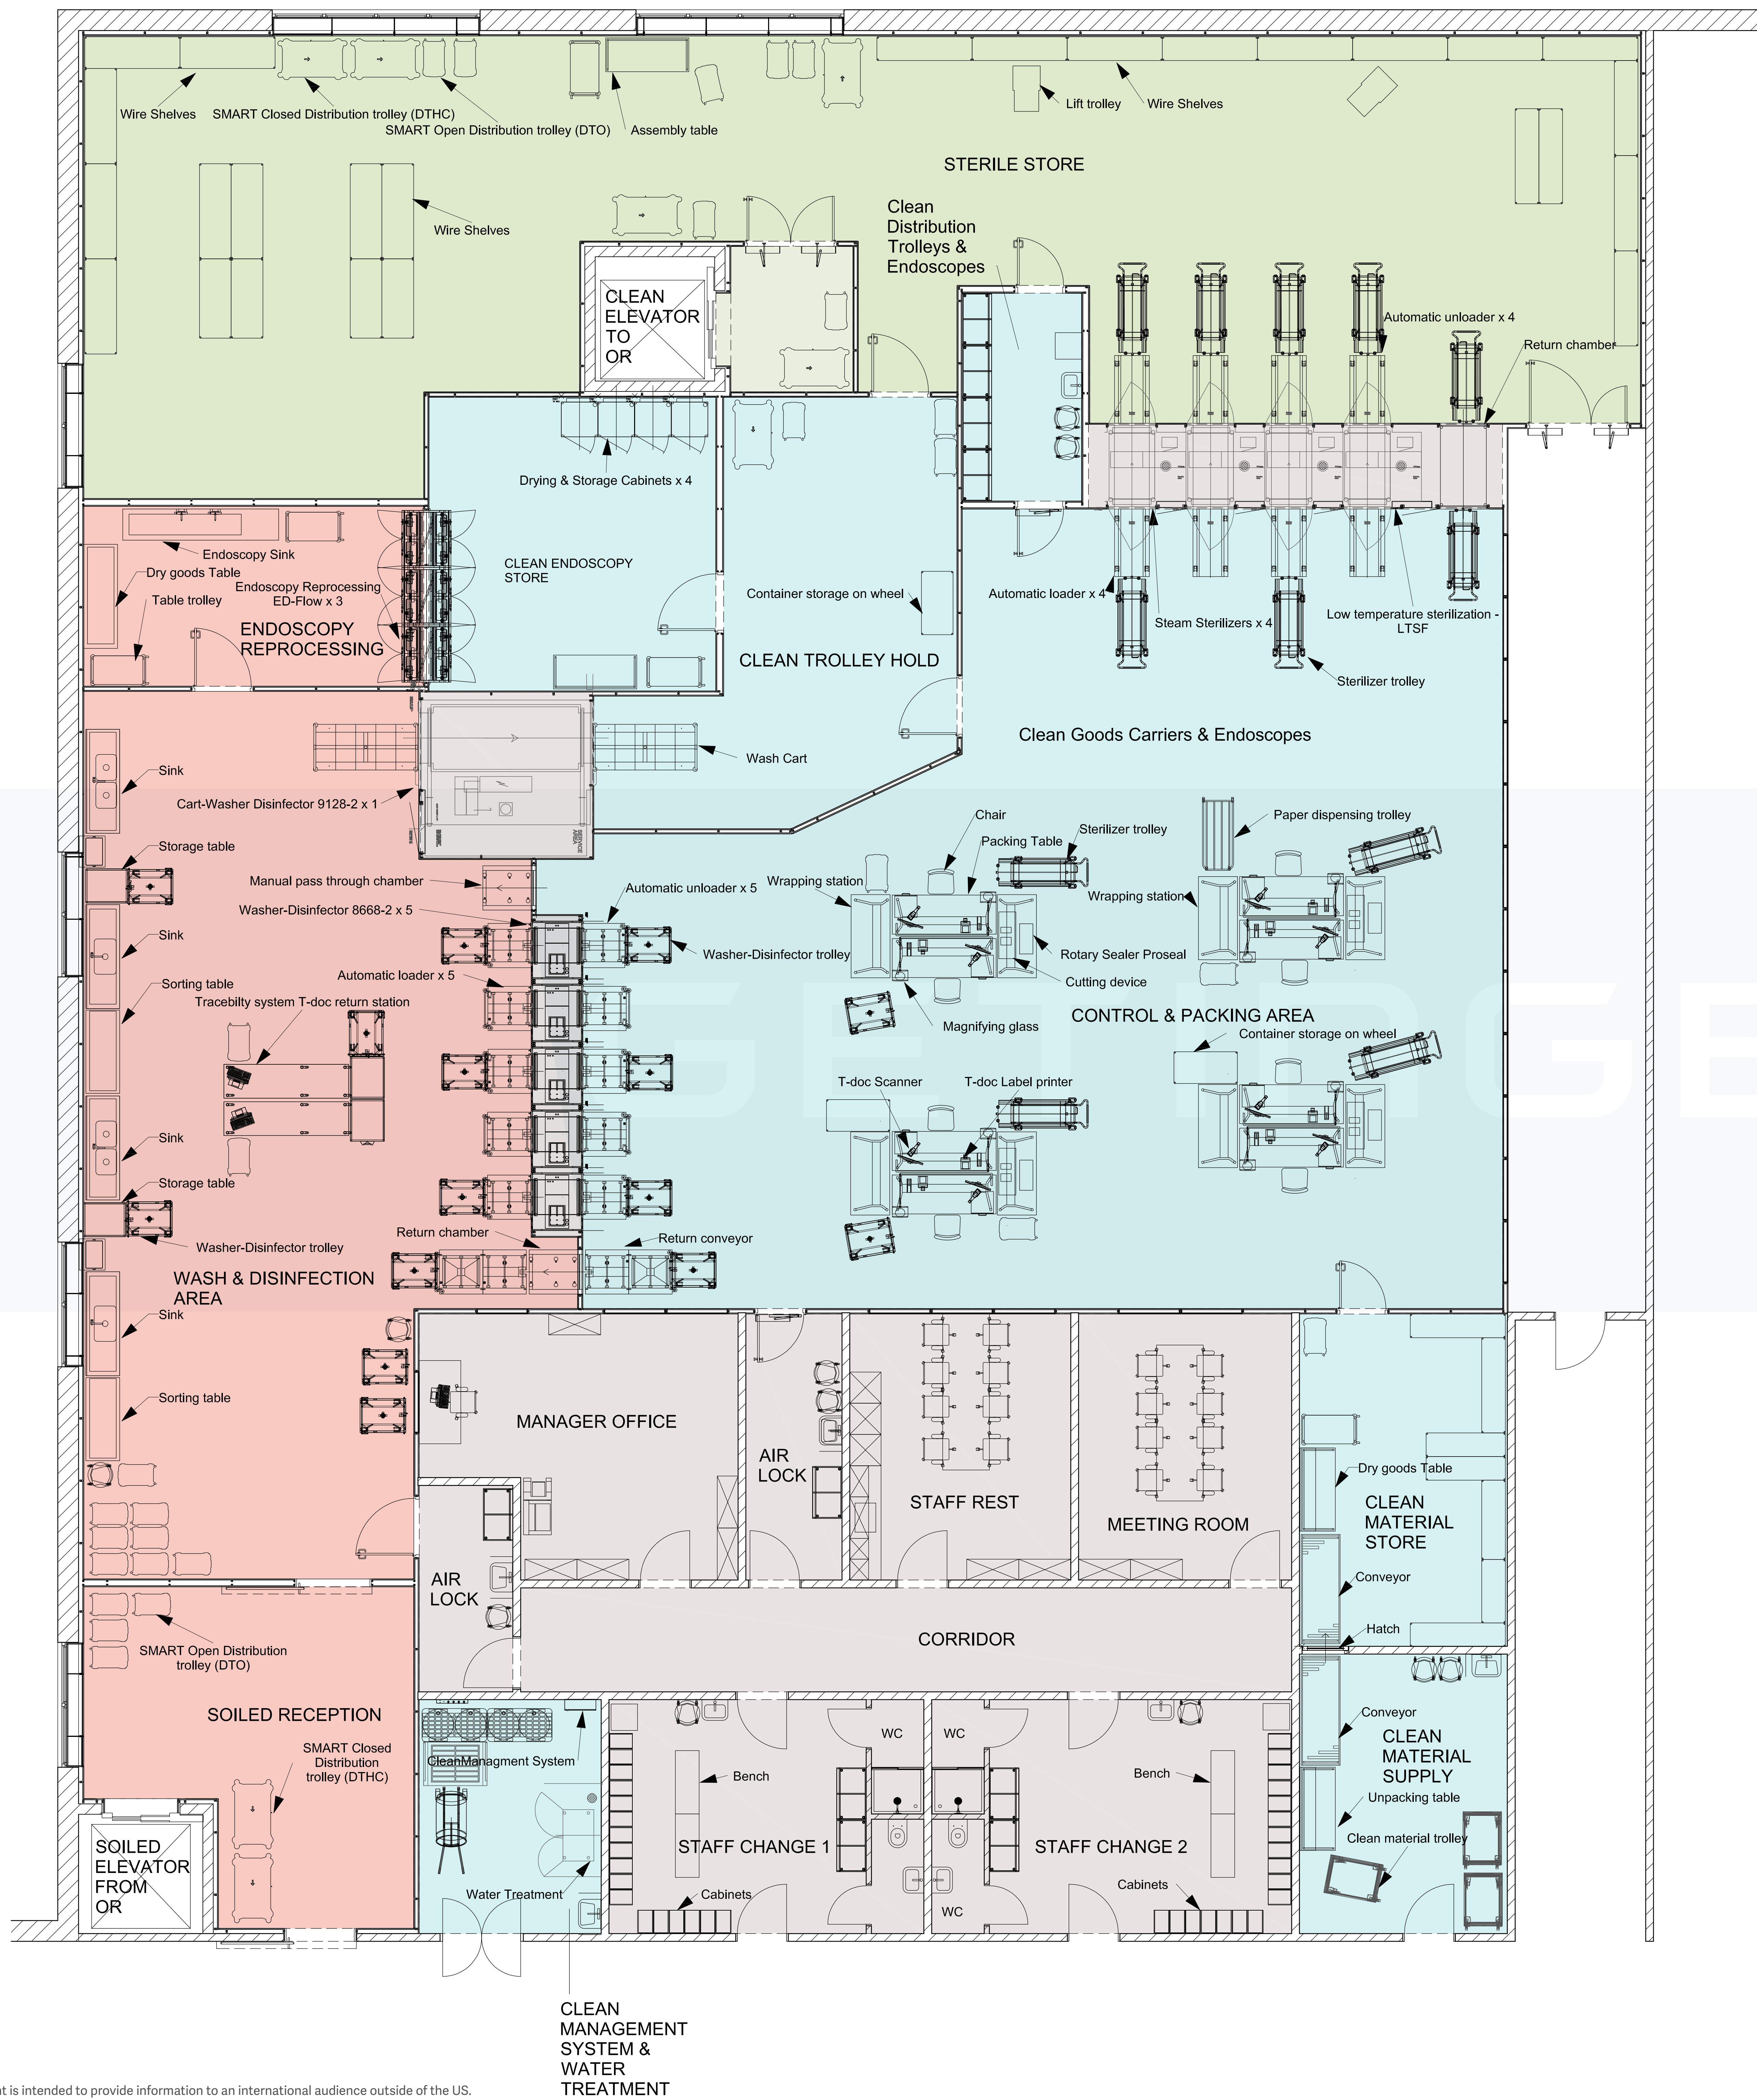 Wire Shelves
SMART Closed Distribution trolley (DTHC)
SMART Open Distribution trolley (DTO)
Assembly table
Lift trolley
Wire Shelves
STERILE STORE
Wire Shelves
Clean
Distribution
Trolleys &
Endoscopes
CLEAN
ELEVATOR
TO
OR
Automatic unloader x 4
Return chamber
Drying & Storage Cabinets x 4
Endoscopy Sink
Dry goods Table
Endoscopy Reprocessing
ED-Flow x 3
Table trolley
ENDOSCOPY
REPROCESSING
CLEAN ENDOSCOPY
STORE
Container storage on wheel
CLEAN TROLLEY HOLD
Automatic loader x 4
Steam Sterilizers x 4
Low temperature sterilization -
LTSF
Sterilizer trolley
Clean Goods Carriers & Endoscopes
Wash Cart
Sink
Cart-Washer Disinfector 9128-2 x 1
SERVICE
AREA
Storage table
Manual pass through chamber
Washer-Disinfector 8668-2 x 5
Automatic unloader x 5
Washer-Disinfector trolley
Automatic loader x 5
Sink
Sorting table
Tracebilty system T-doc return station
Chair
Packing Table
Sterilizer trolley
Wrapping station
Rotary Sealer Proseal
Cutting device
Magnifying glass
Paper dispensing trolley
Wrapping station
CONTROL & PACKING AREA
Container storage on wheel
T-doc Scanner
T-doc Label printer
GETINGE
Sink
Storage table
Washer-Disinfector trolley
Return chamber
Return conveyor
WASH & DISINFECTION
AREA
Sink
Sorting table
MANAGER OFFICE
AIR
LOCK
STAFF REST
MEETING ROOM
Dry goods Table
CLEAN
MATERIAL
STORE
Conveyor
Hatch
AIR
LOCK
CORRIDOR
SMART Open Distribution
trolley (DTO)
SOILED RECEPTION
SMART Closed
Distribution
trolley (DTHC)
SOILED
ELEVATOR
FROM
OR
CleanManagment System
Water Treatment
Bench
STAFF CHANGE 1
Cabinets
WC
WC
WC
Bench
STAFF CHANGE 2
Cabinets
Conveyor
CLEAN
MATERIAL
SUPPLY
Unpacking table
Clean material trolley
CLEAN
MANAGEMENT
SYSTEM &
WATER
TREATMENT
nt is intended to provide information to an international audience outside of the US.